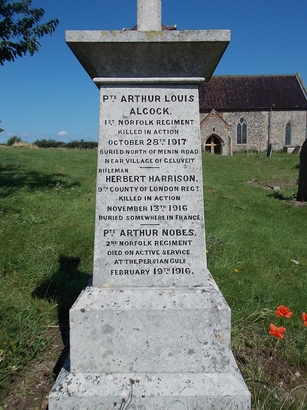 PTE ARTHUR LOUIS
ALCOCK.
1ST NORFOLK REGIMENT
KILLED IN ACTION
OCTOBER 28TH 1917
BURIED NORTH OF MENIN ROAD
NEAR VILLAGE OF GELUVEIT
RIFLEMAN
HERBERT HARRISON,
9TH COUNTY OF LONDON REGT.
KILLED IN ACTION
NOVEMBER 13TH 1916
BURIED SOMEWHERE IN FRANCE
PTE ARTHUR NOBES,
2ND NORFOLK REGIMENT
DIED ON ACTIVE SERVICE
AT THE PERSIAN GULF
FEBRUARY 19TH 1916.